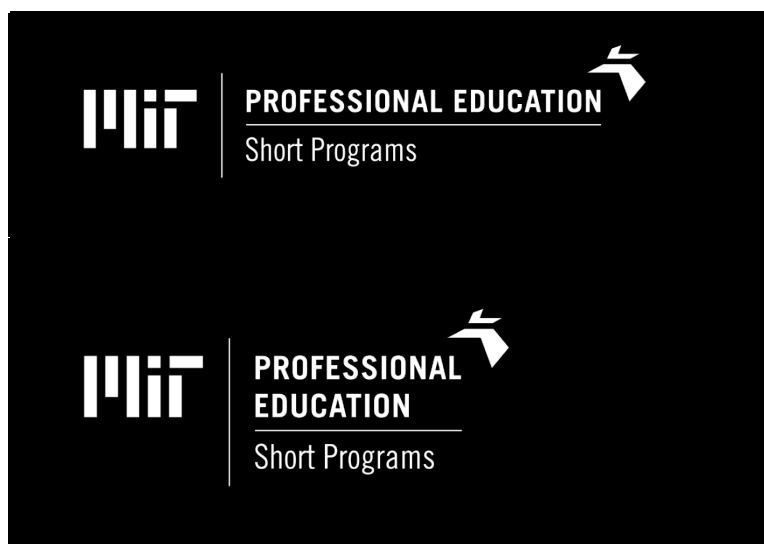 MIT
PROFESSIONAL EDUCATION
Short Programs
MIT
PROFESSIONAL
EDUCATION
Short Programs